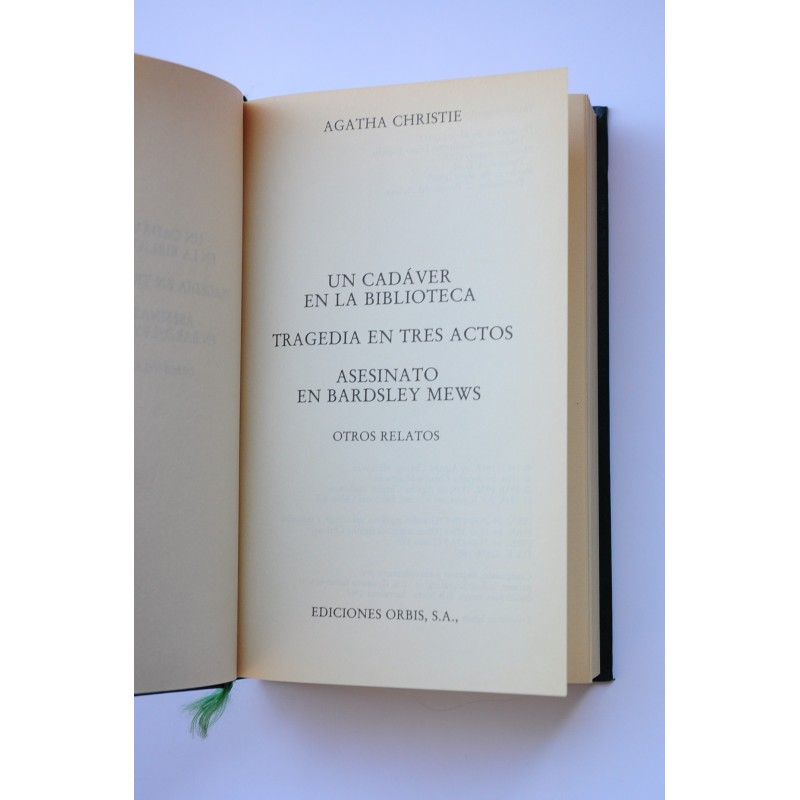 AGATHA CHRISTIE
UN CADÁVER
EN LA BIBLIOTECA
TRAGEDIA EN TRES ACTOS
ASESINATO
EN BARDSLEY MEWS
OTROS RELATOS
EDICIONES ORBIS, S.A.,